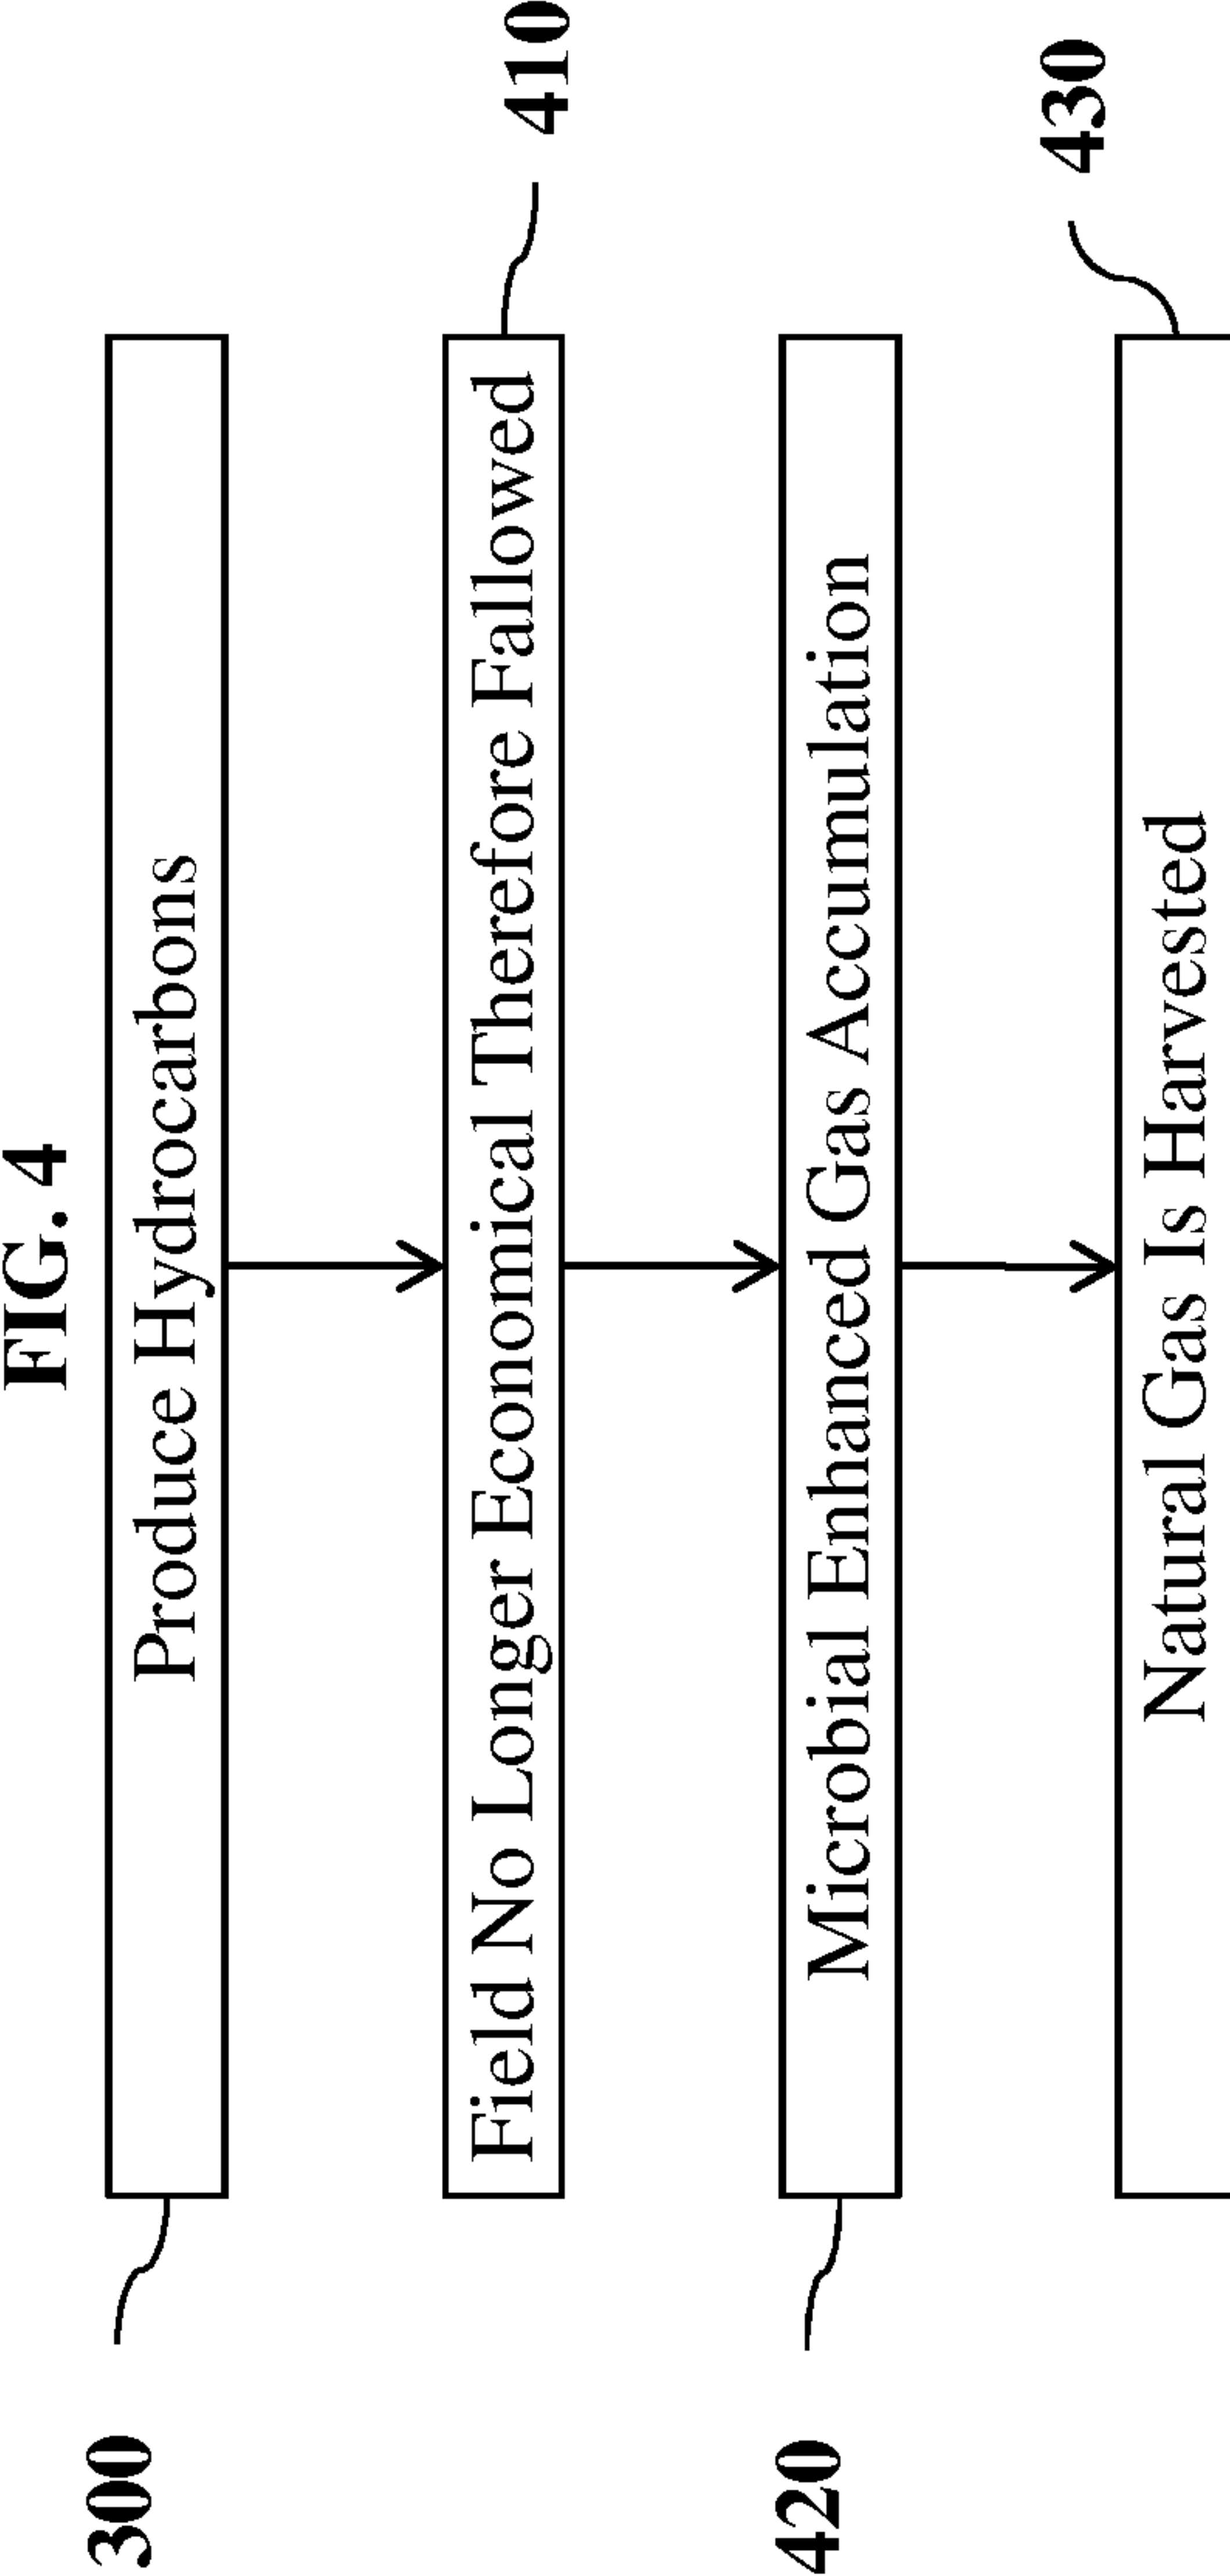 FIG. 4
300
Produce Hydrocarbons
Field No Longer Economical Therefore Fallowed
410
420
Microbial Enhanced Gas Accumulation
Natural Gas Is Harvested
430